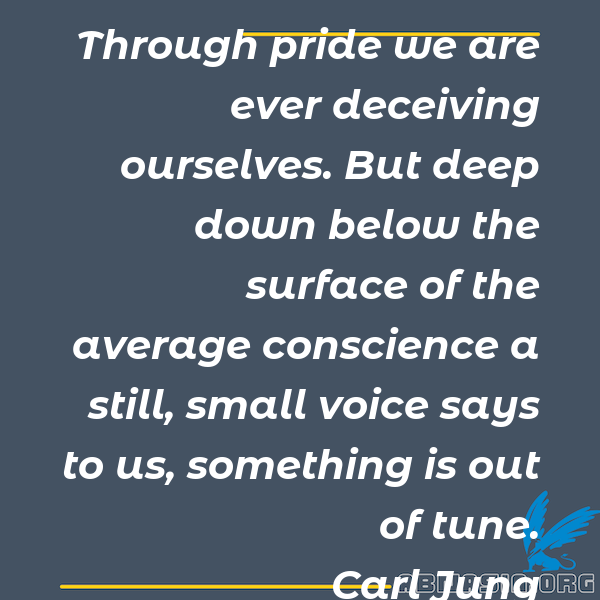 Through pride we are
ever deceiving
ourselves. But deep
down below the
surface of the
average conscience a
still, small voice says
to us, something is out
of tune.
Carl Jung